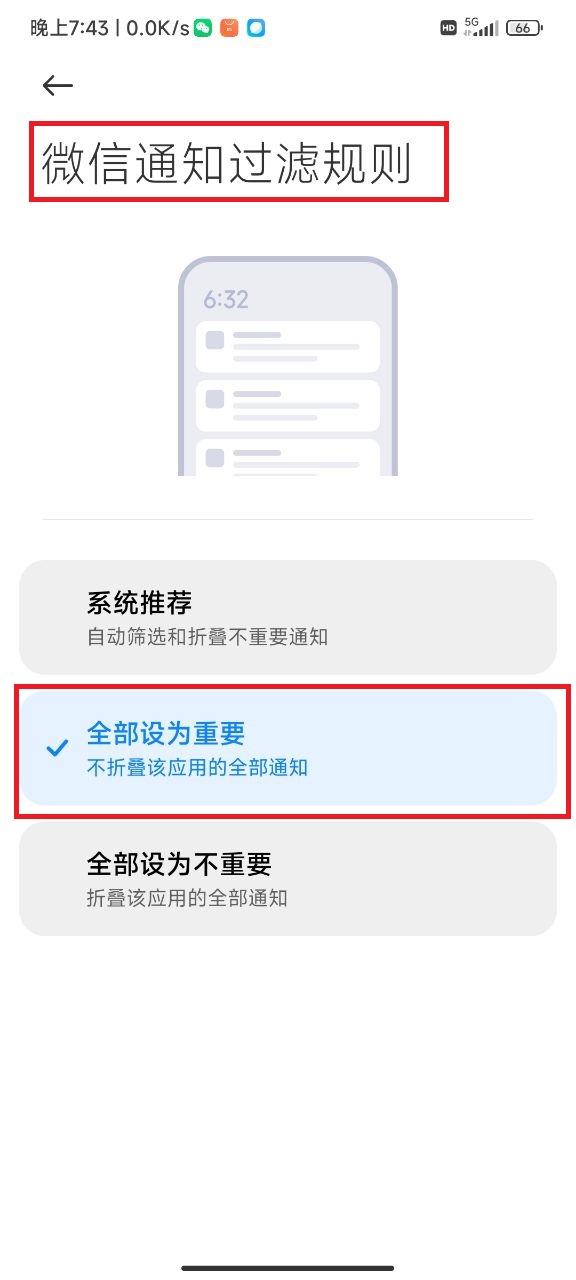 晚上7:43 | 0.0K/s HD 5G 66
微信通知过滤规则
6:32
系统推荐
自动筛选和折叠不重要通知
全部设为重要
不折叠该应用的全部通知
全部设为不重要
折叠该应用的全部通知